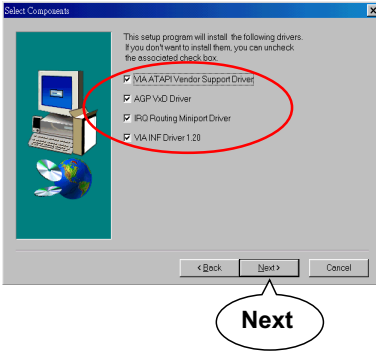 Select Components
This setup program will install the following drivers.
If you don't want to install them, you can uncheck
the associated check box.
VIA ATAPI Vendor Support Driver
AGP VxD Driver
IRQ Routing Miniport Driver
VIA INF Driver 1.20
< Back Next > Cancel
Next